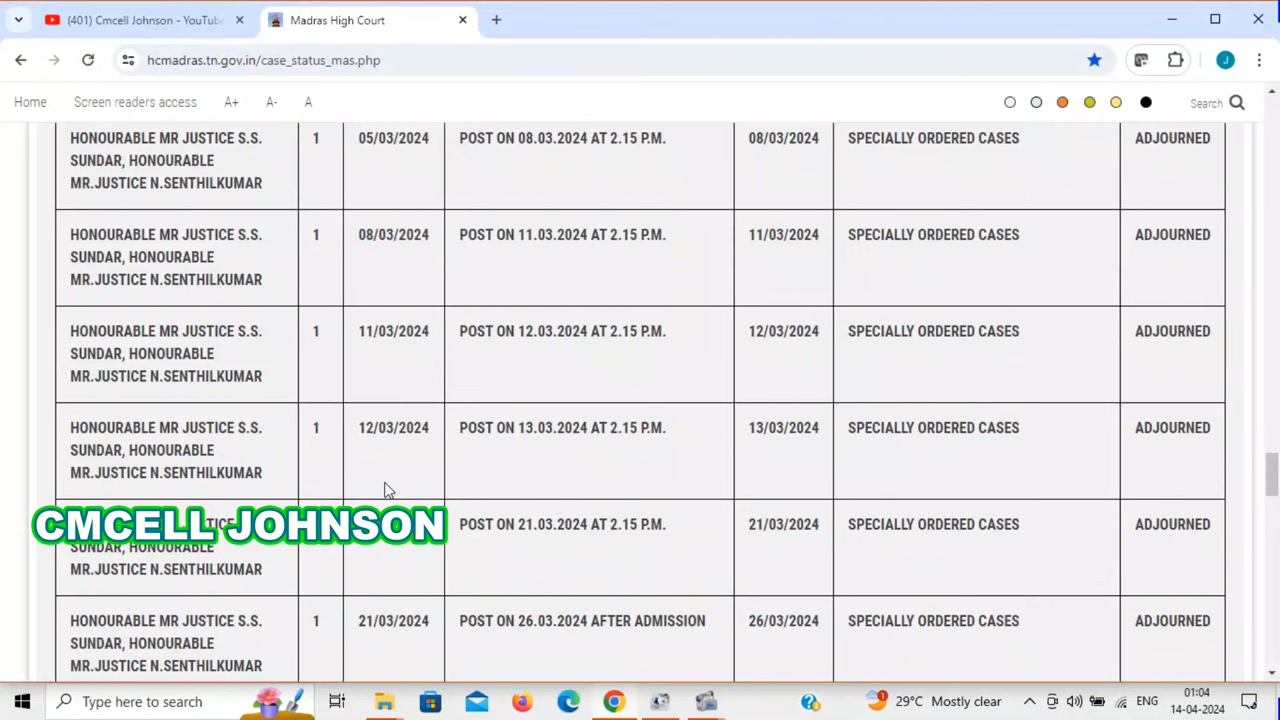 (401) Cmcell Johnson - YouTube
Madras High Court
hcmadras.tn.gov.in/case_status_mas.php
J
Home Screen readers access A+ A- A Search
HONOURABLE MR JUSTICE S.S. 1 05/03/2024 POST ON 08.03.2024 AT 2.15 P.M. 08/03/2024 SPECIALLY ORDERED CASES ADJOURNED
SUNDAR, HONOURABLE
MR.JUSTICE N.SENTHILKUMAR
HONOURABLE MR JUSTICE S.S. 1 08/03/2024 POST ON 11.03.2024 AT 2.15 P.M. 11/03/2024 SPECIALLY ORDERED CASES ADJOURNED
SUNDAR, HONOURABLE
MR.JUSTICE N.SENTHILKUMAR
HONOURABLE MR JUSTICE S.S. 1 11/03/2024 POST ON 12.03.2024 AT 2.15 P.M. 12/03/2024 SPECIALLY ORDERED CASES ADJOURNED
SUNDAR, HONOURABLE
MR.JUSTICE N.SENTHILKUMAR
HONOURABLE MR JUSTICE S.S. 1 12/03/2024 POST ON 13.03.2024 AT 2.15 P.M. 13/03/2024 SPECIALLY ORDERED CASES ADJOURNED
SUNDAR, HONOURABLE
MR.JUSTICE N.SENTHILKUMAR
CMCELL JOHNSON
POST ON 21.03.2024 AT 2.15 P.M. 21/03/2024 SPECIALLY ORDERED CASES ADJOURNED
SUNDAR, HONOURABLE
MR.JUSTICE N.SENTHILKUMAR
HONOURABLE MR JUSTICE S.S. 1 21/03/2024 POST ON 26.03.2024 AFTER ADMISSION 26/03/2024 SPECIALLY ORDERED CASES ADJOURNED
SUNDAR, HONOURABLE
MR.JUSTICE N.SENTHILKUMAR
Type here to search
29°C Mostly clear
ENG
01:04
14-04-2024